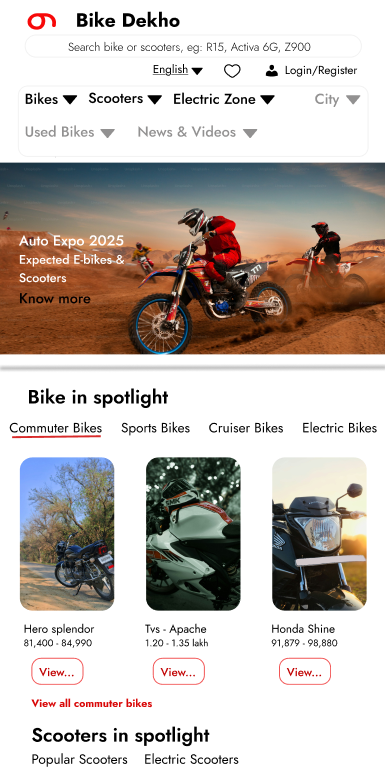 Bike Dekho
Search bike or scooters, eg: R15, Activa 6G, Z900
English Login/Register
Bikes Scooters Electric Zone City
Used Bikes News & Videos
Auto Expo 2025
Expected E-bikes &
Scooters
Know more
Bike in spotlight
Commuter Bikes Sports Bikes Cruiser Bikes Electric Bikes
Hero splendor Tvs - Apache Honda Shine
81,400 - 84,990 1.20 - 1.35 lakh 91,879 - 98,880
View... View... View...
View all commuter bikes
Scooters in spotlight
Popular Scooters Electric Scooters